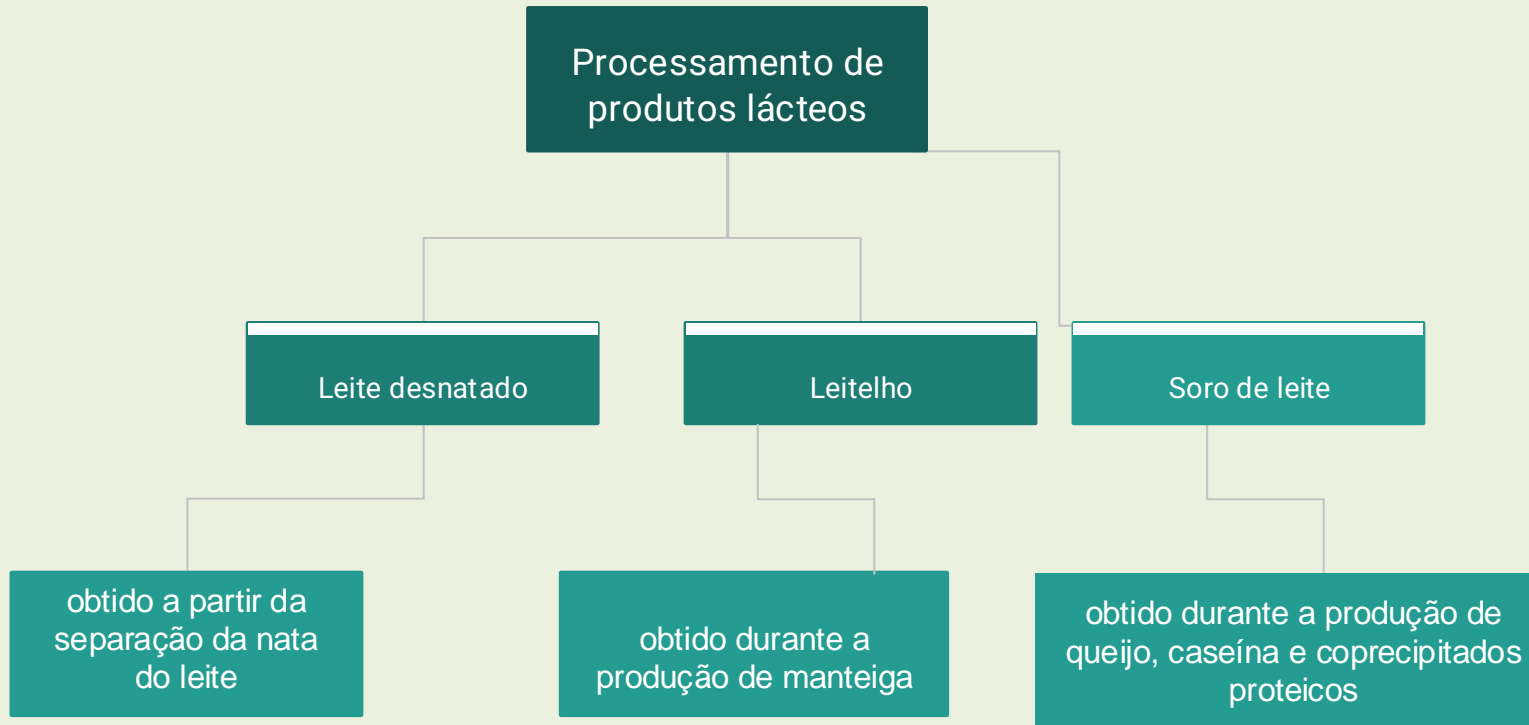 Processamento de
produtos lácteos
Leite desnatado
Leitelho
Soro de leite
obtido a partir da
separação da nata
do leite
obtido durante a
produção de manteiga
obtido durante a produção de
queijo, caseína e coprecipitados
proteicos